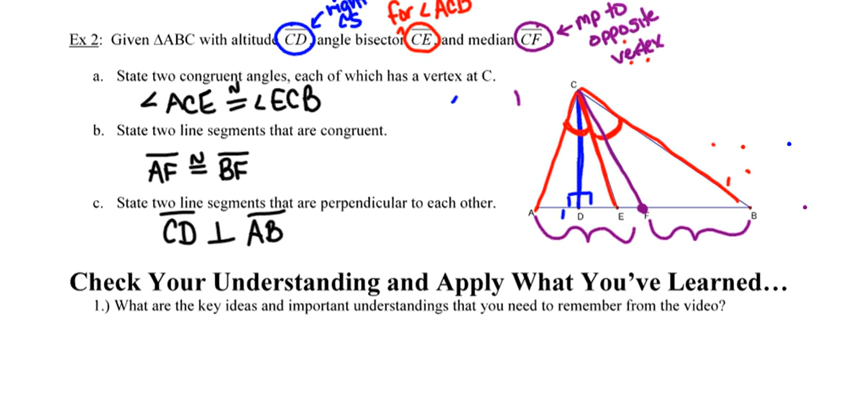 right
∠'s
for ∠ACB
Ex 2: Given ΔABC with altitude CD, angle bisector CE, and median CF
← mp to
opposite
vertex
a. State two congruent angles, each of which has a vertex at C.
∠ACE ≅ ∠ECB
b. State two line segments that are congruent.
AF ≅ BF
c. State two line segments that are perpendicular to each other.
CD ⊥ AB
C
A D E F B
Check Your Understanding and Apply What You’ve Learned…
1.) What are the key ideas and important understandings that you need to remember from the video?